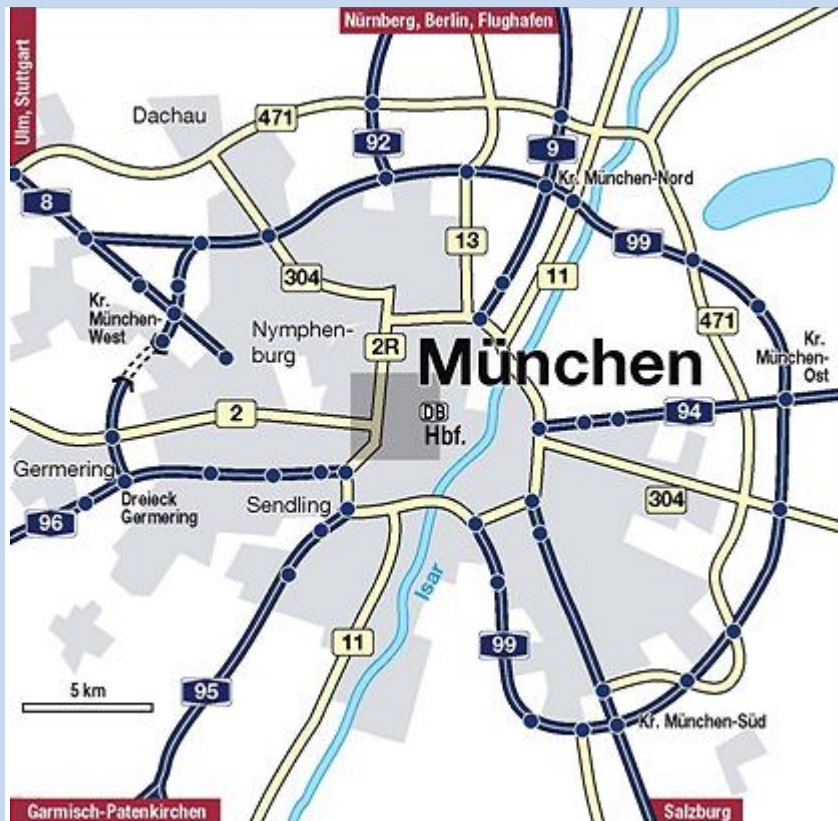 Nürnberg, Berlin, Flughafen
Ulm, Stuttgart
Dachau
471
92
9
Kr. München-Nord
8
13
99
304
11
Kr.
München-
West
Nymphen-
burg
2R
471
Kr.
München-
Ost
München
DB
Hbf.
94
2
Germering
Dreieck
Germering
Sendling
304
96
Isar
11
99
95
5 km
Kr. München-Süd
Garmisch-Patenkirchen
Salzburg